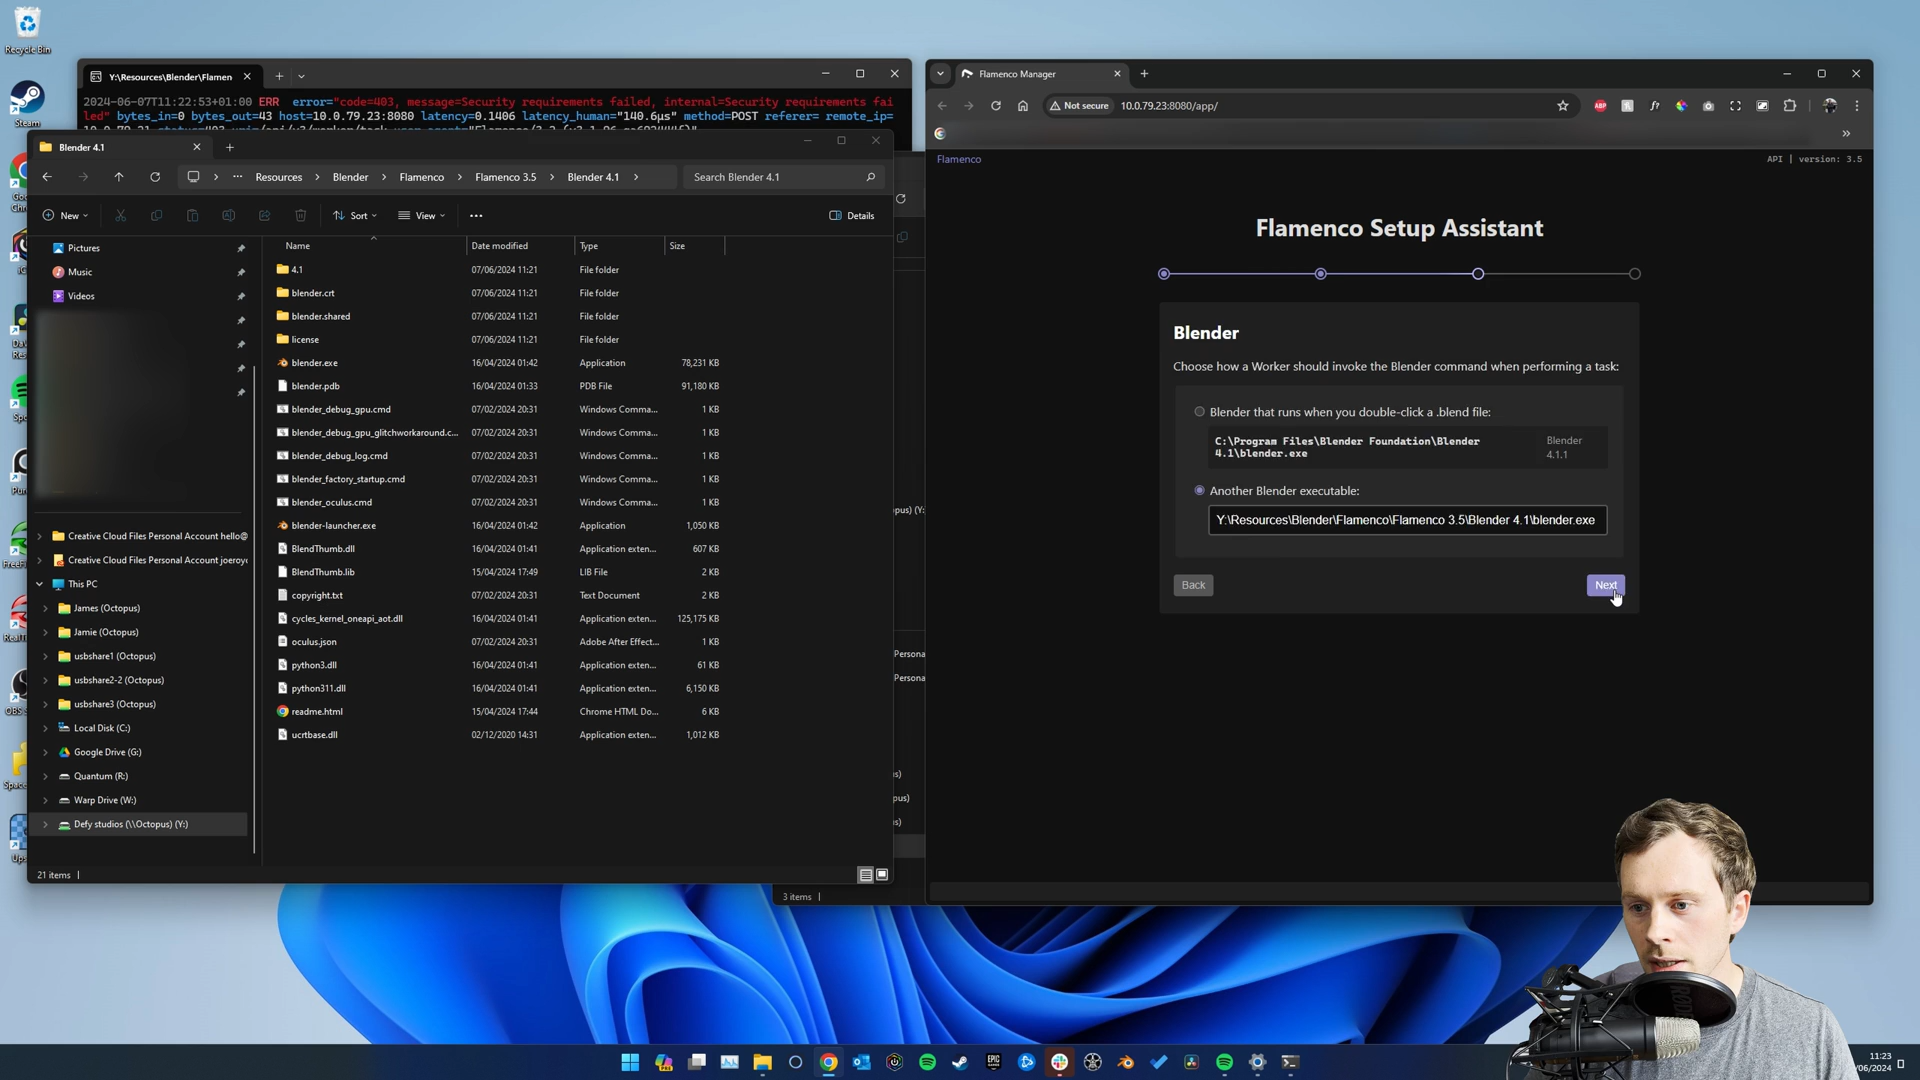 Recycle Bin
Steam
Y:\Resources\Blender\Flamen
2024-06-07T11:22:53+01:00 ERR error="code=403, message=Security requirements failed, internal=Security requirements fai
led" bytes_in=0 bytes_out=43 host=10.0.79.23:8080 latency=0.1406 latency_human="140.6µs" method=POST referer= remote_ip=
Blender 4.1
Resources > Blender > Flamenco > Flamenco 3.5 > Blender 4.1 >
Search Blender 4.1
New
Sort
View
Details
Pictures
Music
Videos
Name Date modified Type Size
4.1 07/06/2024 11:21 File folder
blender.crt 07/06/2024 11:21 File folder
blender.shared 07/06/2024 11:21 File folder
license 07/06/2024 11:21 File folder
blender.exe 16/04/2024 01:42 Application 78,231 KB
blender.pdb 16/04/2024 01:33 PDB File 91,180 KB
blender_debug_gpu.cmd 07/02/2024 20:31 Windows Comma... 1 KB
blender_debug_gpu_glitchworkaround.c... 07/02/2024 20:31 Windows Comma... 1 KB
blender_debug_log.cmd 07/02/2024 20:31 Windows Comma... 1 KB
blender_factory_startup.cmd 07/02/2024 20:31 Windows Comma... 1 KB
blender_oculus.cmd 07/02/2024 20:31 Windows Comma... 1 KB
blender-launcher.exe 16/04/2024 01:42 Application 1,050 KB
BlendThumb.dll 16/04/2024 01:41 Application exten... 607 KB
BlendThumb.lib 15/04/2024 17:49 LIB File 2 KB
copyright.txt 07/02/2024 20:31 Text Document 2 KB
cycles_kernel_oneapi_aot.dll 16/04/2024 01:41 Application exten... 125,175 KB
oculus.json 07/02/2024 20:31 Adobe After Effect... 1 KB
python3.dll 16/04/2024 01:41 Application exten... 61 KB
python311.dll 16/04/2024 01:41 Application exten... 6,150 KB
readme.html 15/04/2024 17:44 Chrome HTML Do... 6 KB
ucrtbase.dll 02/12/2020 14:31 Application exten... 1,012 KB
Creative Cloud Files Personal Account hello@
Creative Cloud Files Personal Account joeroy
This PC
James (Octopus)
Jamie (Octopus)
usbshare1 (Octopus)
usbshare2-2 (Octopus)
usbshare3 (Octopus)
Local Disk (C:)
Google Drive (G:)
Quantum (R:)
Warp Drive (W:)
Defy studios (\\Octopus) (Y:)
21 items
pus) (Y:
Persona
Persona
s)
pus)
s)
3 items
Flamenco Manager
Not secure
10.0.79.23:8080/app/
Flamenco
API | version: 3.5
Flamenco Setup Assistant
Blender
Choose how a Worker should invoke the Blender command when performing a task:
Blender that runs when you double-click a .blend file:
C:\Program Files\Blender Foundation\Blender
4.1\blender.exe
Blender
4.1.1
Another Blender executable:
Y:\Resources\Blender\Flamenco\Flamenco 3.5\Blender 4.1\blender.exe
Back
Next
11:23
/06/2024